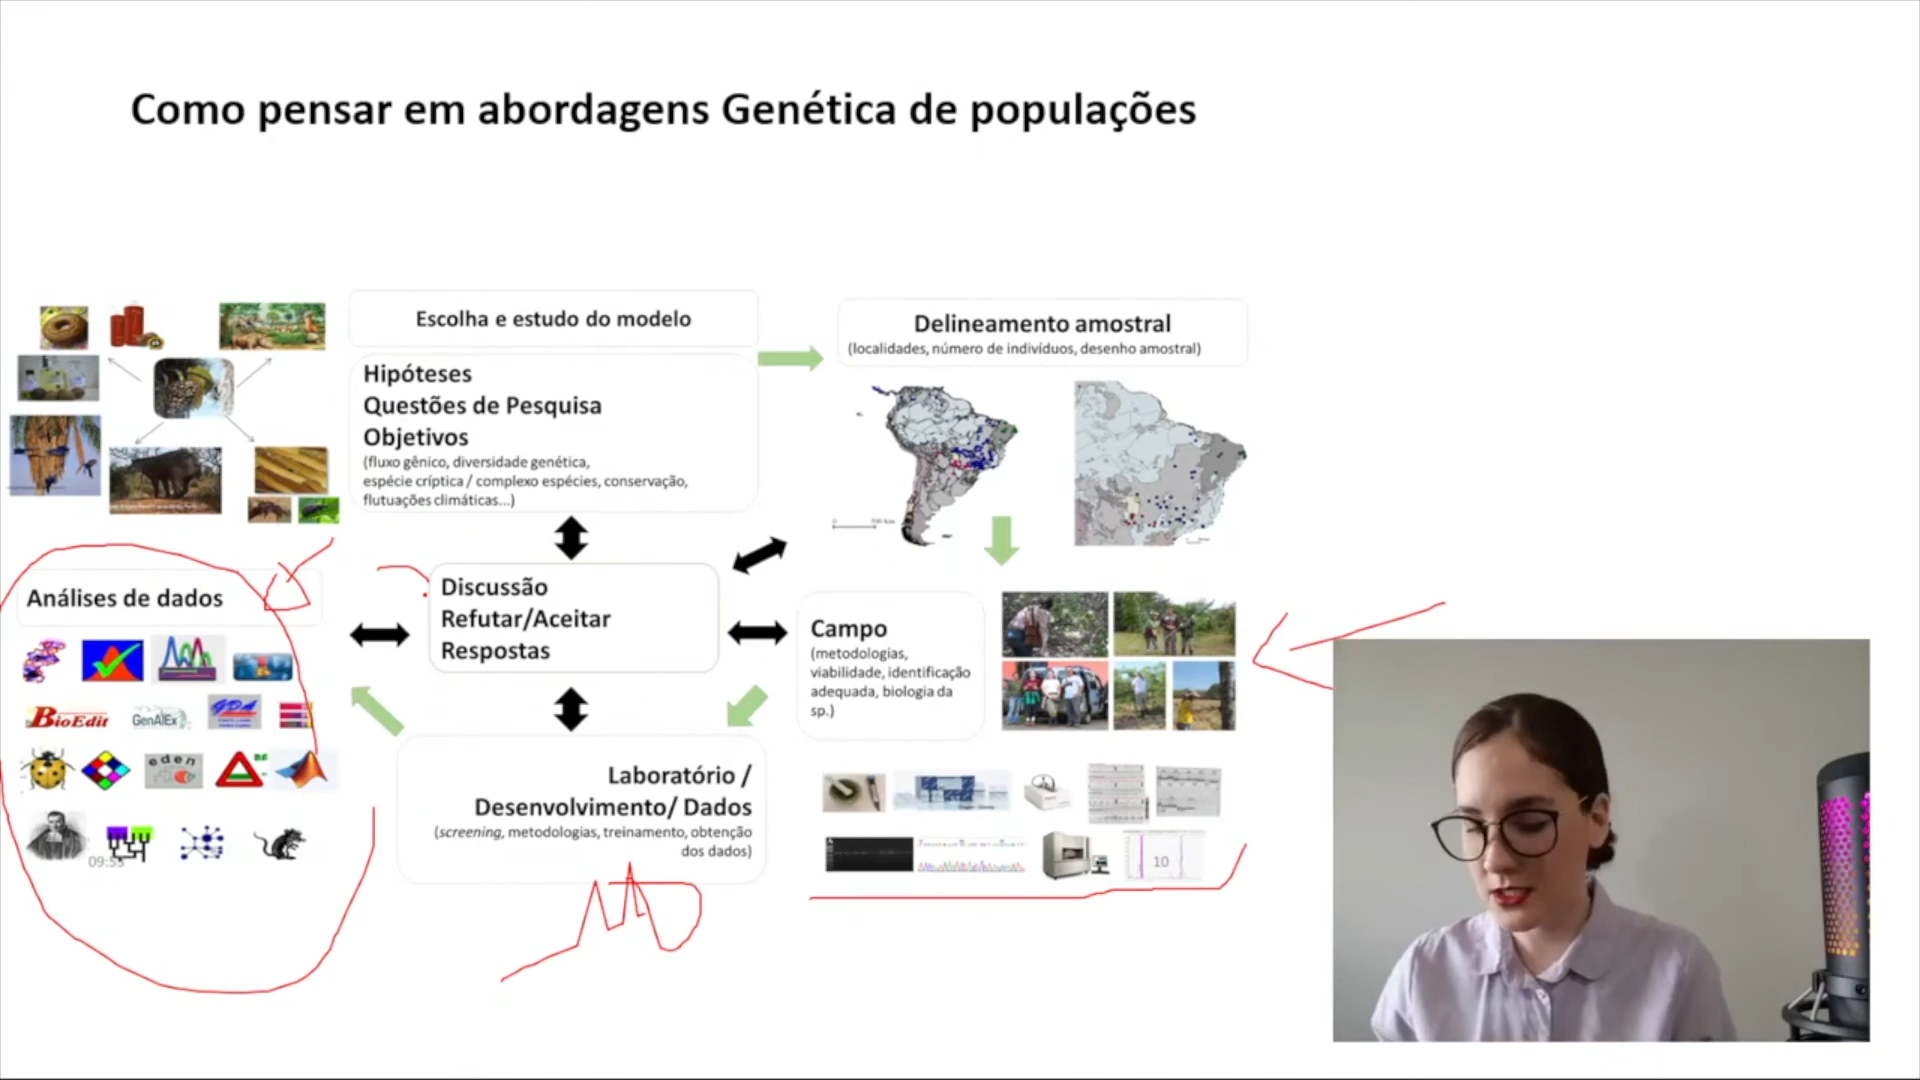 Como pensar em abordagens Genética de populações
Escolha e estudo do modelo
Hipóteses
Questões de Pesquisa
Objetivos
(fluxo gênico, diversidade genética,
espécie críptica / complexo espécies, conservação,
flutuações climáticas...)
Delineamento amostral
(localidades, número de indivíduos, desenho amostral)
Análises de dados
BioEdit
GenAlEx
GDA
eden
09:55
Discussão
Refutar/Aceitar
Respostas
Campo
(metodologias,
viabilidade, identificação
adequada, biologia da
sp.)
Laboratório /
Desenvolvimento/ Dados
(screening, metodologias, treinamento, obtenção
dos dados)
10